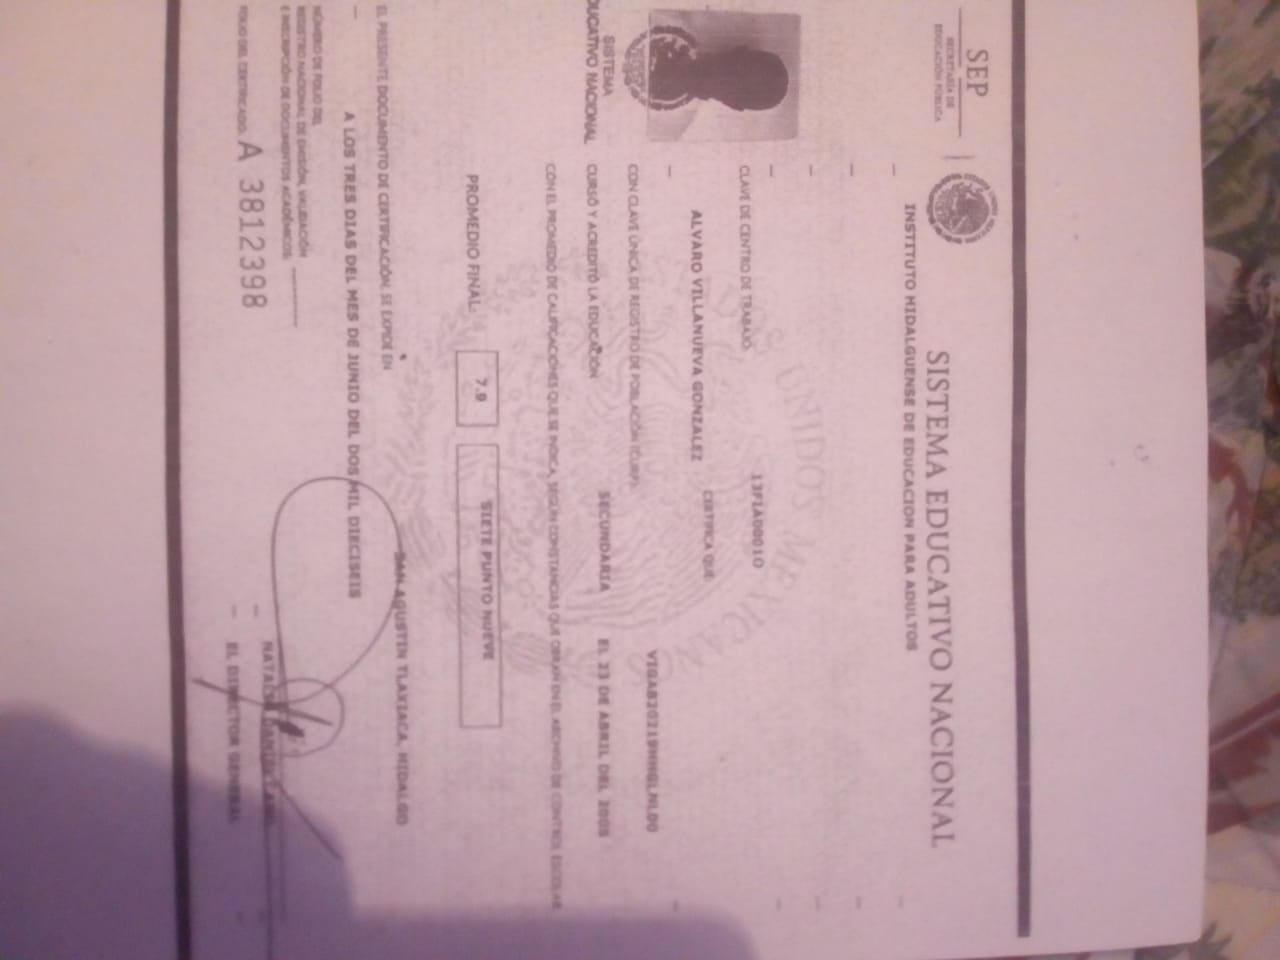 SEP
SECRETARÍA DE
EDUCACIÓN PÚBLICA
SISTEMA EDUCATIVO NACIONAL
INSTITUTO HIDALGUENSE DE EDUCACION PARA ADULTOS
CLAVE DE CENTRO DE TRABAJO 13FIA0001O
CERTIFICA QUE
ALVARO VILLANUEVA GONZALEZ
CON CLAVE ÚNICA DE REGISTRO DE POBLACIÓN (CURP)
CURSÓ Y ACREDITÓ LA EDUCACIÓN SECUNDARIA EL 23 DE ABRIL DEL
CON EL PROMEDIO DE CALIFICACIONES QUE SE INDICA, SEGÚN CONSTANCIAS QUE OBRAN EN EL ARCHIVO DE CONTROL ESCOLAR
SISTEMA
EDUCATIVO NACIONAL
UNIDOS MEXICANO
PROMEDIO FINAL: 7.9 SIETE PUNTO NUEVE
EL PRESENTE DOCUMENTO DE CERTIFICACIÓN, SE EXPIDE EN SAN AGUSTIN TLAXIACA, HIDALGO
A LOS TRES DIAS DEL MES DE JUNIO DEL DOS MIL DIECISEIS
NÚMERO DE FOLIO DEL
REGISTRO NACIONAL DE EMISIÓN, VALIDACIÓN
E INSCRIPCIÓN DE DOCUMENTOS ACADÉMICOS
FOLIO DEL CERTIFICADO. A 3812398
EL DIRECTOR GENERAL